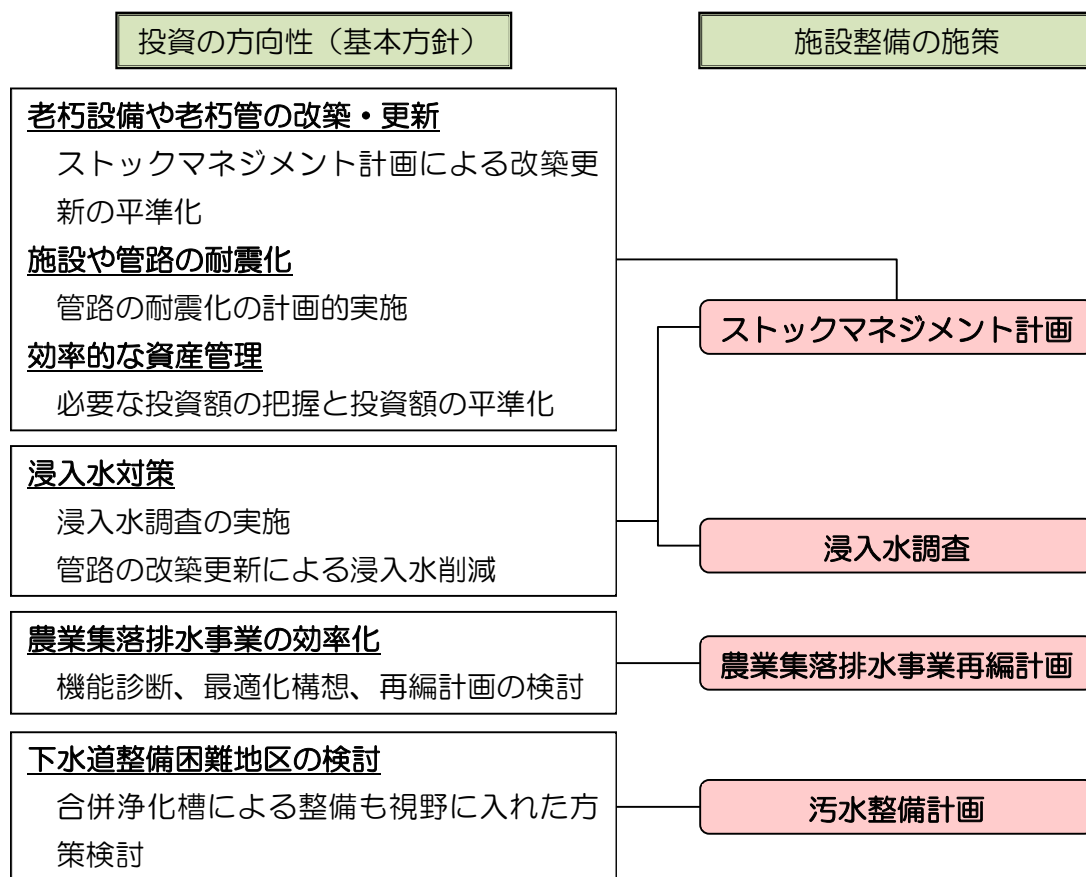 投資の方向性（基本方針）
施設整備の施策
老朽設備や老朽管の改築・更新
ストックマネジメント計画による改築更
新の平準化
施設や管路の耐震化
管路の耐震化の計画的実施
効率的な資産管理
必要な投資額の把握と投資額の平準化
ストックマネジメント計画
浸入水対策
浸入水調査の実施
管路の改築更新による浸入水削減
浸入水調査
農業集落排水事業の効率化
機能診断、最適化構想、再編計画の検討
農業集落排水事業再編計画
下水道整備困難地区の検討
合併浄化槽による整備も視野に入れた方
策検討
汚水整備計画